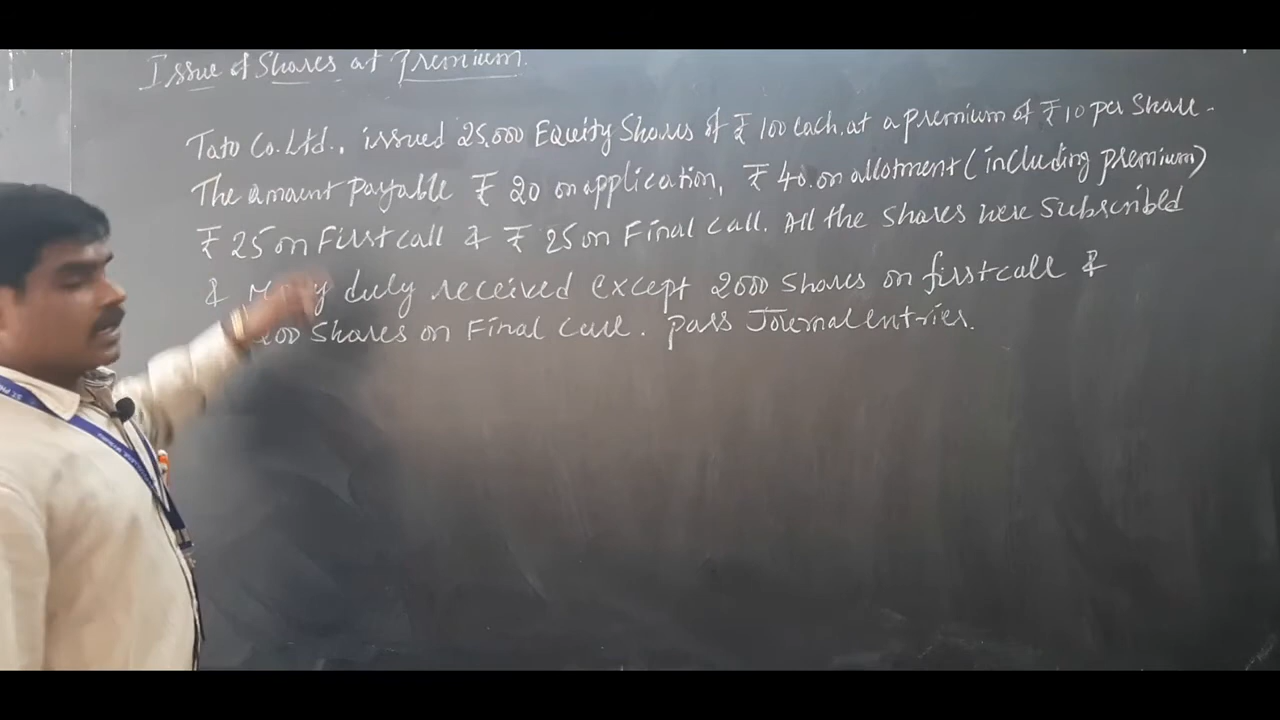 Issue of Shares at Premium.
Tato Co. Ltd., issued 25,000 Equity Shares of ₹ 100 each, at a premium of ₹ 10 per Share.
The amount payable ₹ 20 on application, ₹ 40. on allotment (including premium)
₹ 25 on First call & ₹ 25 on Final Call. All the shares were Subscribed
& duly received except 2000 shares on first call &
shares on Final Call. Pass Journal entries.